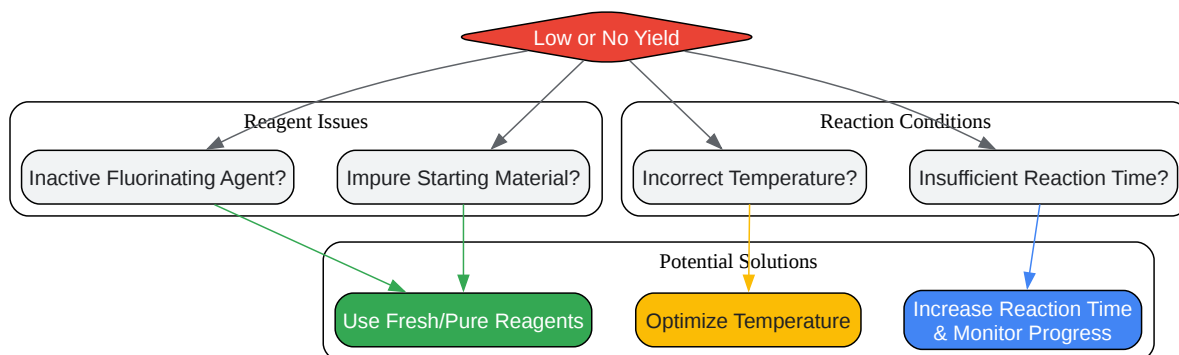 Low or No Yield
Reagent Issues
Reaction Conditions
Inactive Fluorinating Agent?
Impure Starting Material?
Incorrect Temperature?
Insufficient Reaction Time?
Potential Solutions
Use Fresh/Pure Reagents
Optimize Temperature
Increase Reaction Time
& Monitor Progress